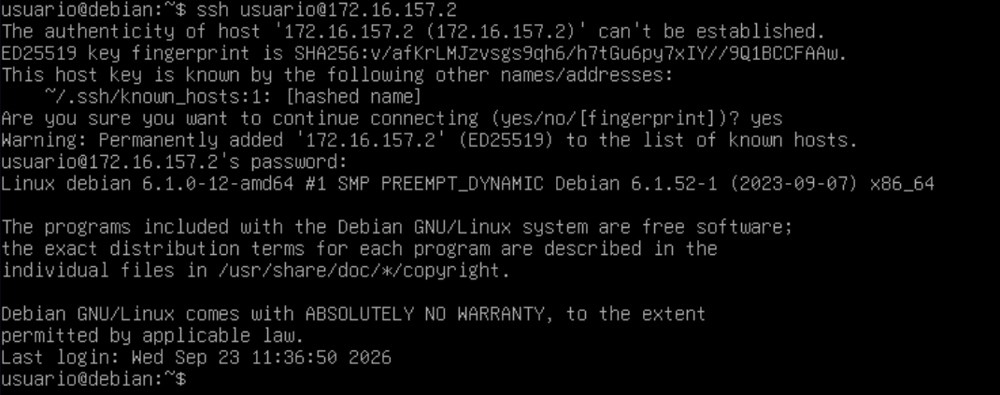 usuario@debian:~$ ssh usuario@172.16.157.2
The authenticity of host '172.16.157.2 (172.16.157.2)' can't be established.
ED25519 key fingerprint is SHA256:v/afKrLMJzvsgs9qh6/h7tGu6py7xIY//9Q1BCCFAAw.
This host key is known by the following other names/addresses:
    ~/.ssh/known_hosts:1: [hashed name]
Are you sure you want to continue connecting (yes/no/[fingerprint])? yes
Warning: Permanently added '172.16.157.2' (ED25519) to the list of known hosts.
usuario@172.16.157.2's password:
Linux debian 6.1.0-12-amd64 #1 SMP PREEMPT_DYNAMIC Debian 6.1.52-1 (2023-09-07) x86_64

The programs included with the Debian GNU/Linux system are free software;
the exact distribution terms for each program are described in the
individual files in /usr/share/doc/*/copyright.

Debian GNU/Linux comes with ABSOLUTELY NO WARRANTY, to the extent
permitted by applicable law.
Last login: Wed Sep 23 11:36:50 2026
usuario@debian:~$